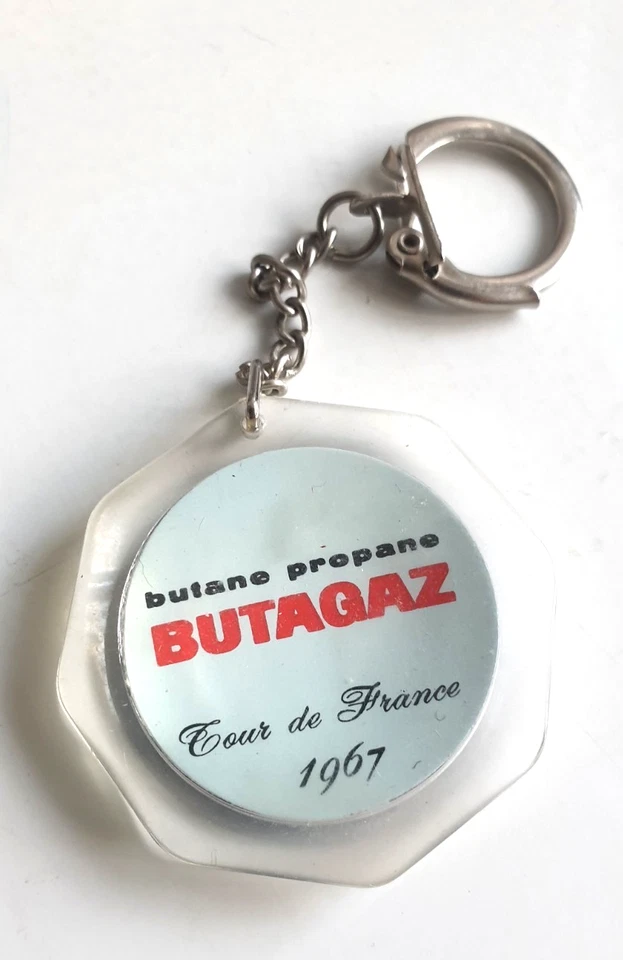 butane propane
BUTAGAZ
Tour de France
1967